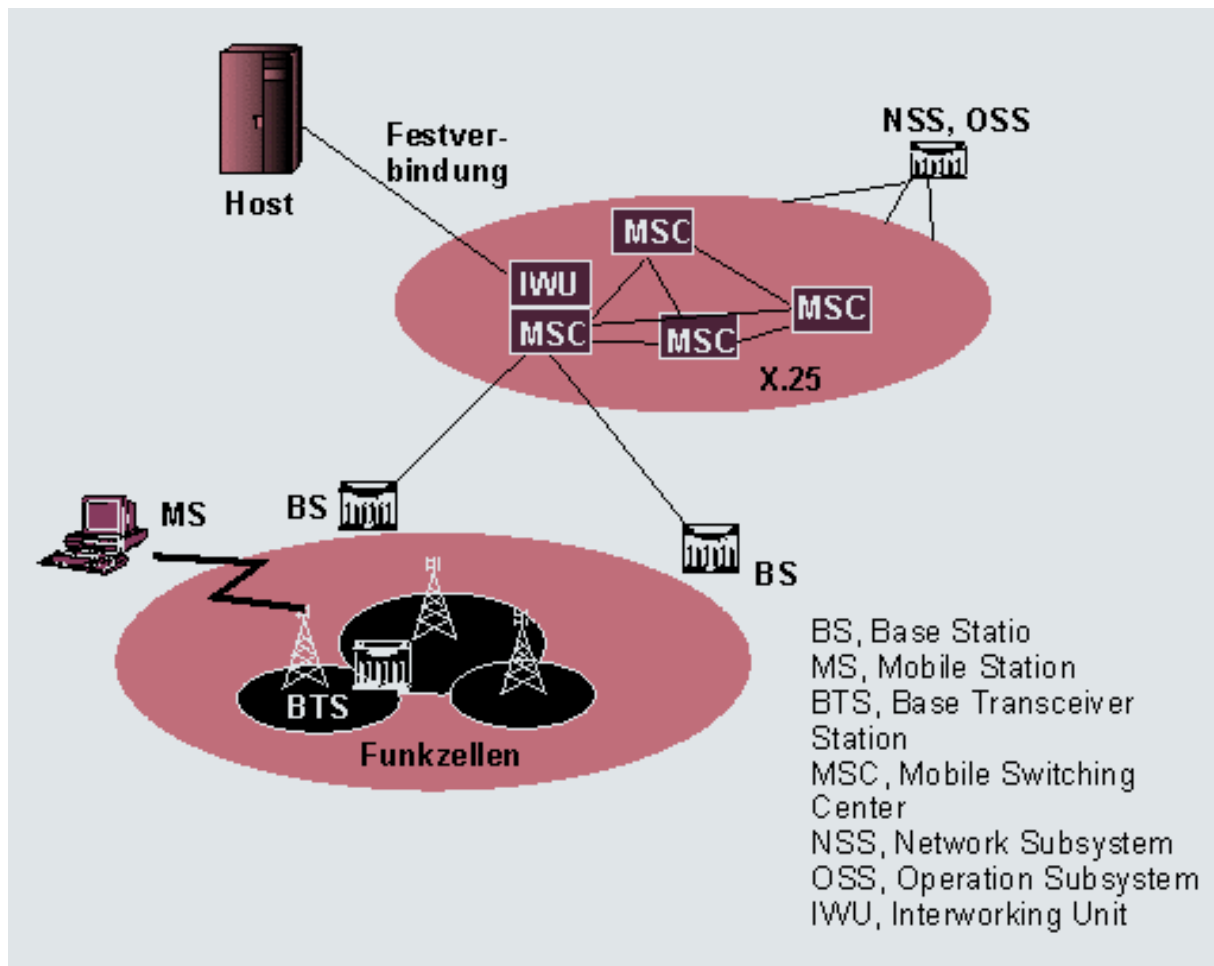 Host
Festver-
bindung
NSS, OSS
MSC
IWU
MSC
MSC
MSC
X.25
MS
BS
BS
BTS
Funkzellen
BS, Base Statio
MS, Mobile Station
BTS, Base Transceiver
Station
MSC, Mobile Switching
Center
NSS, Network Subsystem
OSS, Operation Subsystem
IWU, Interworking Unit